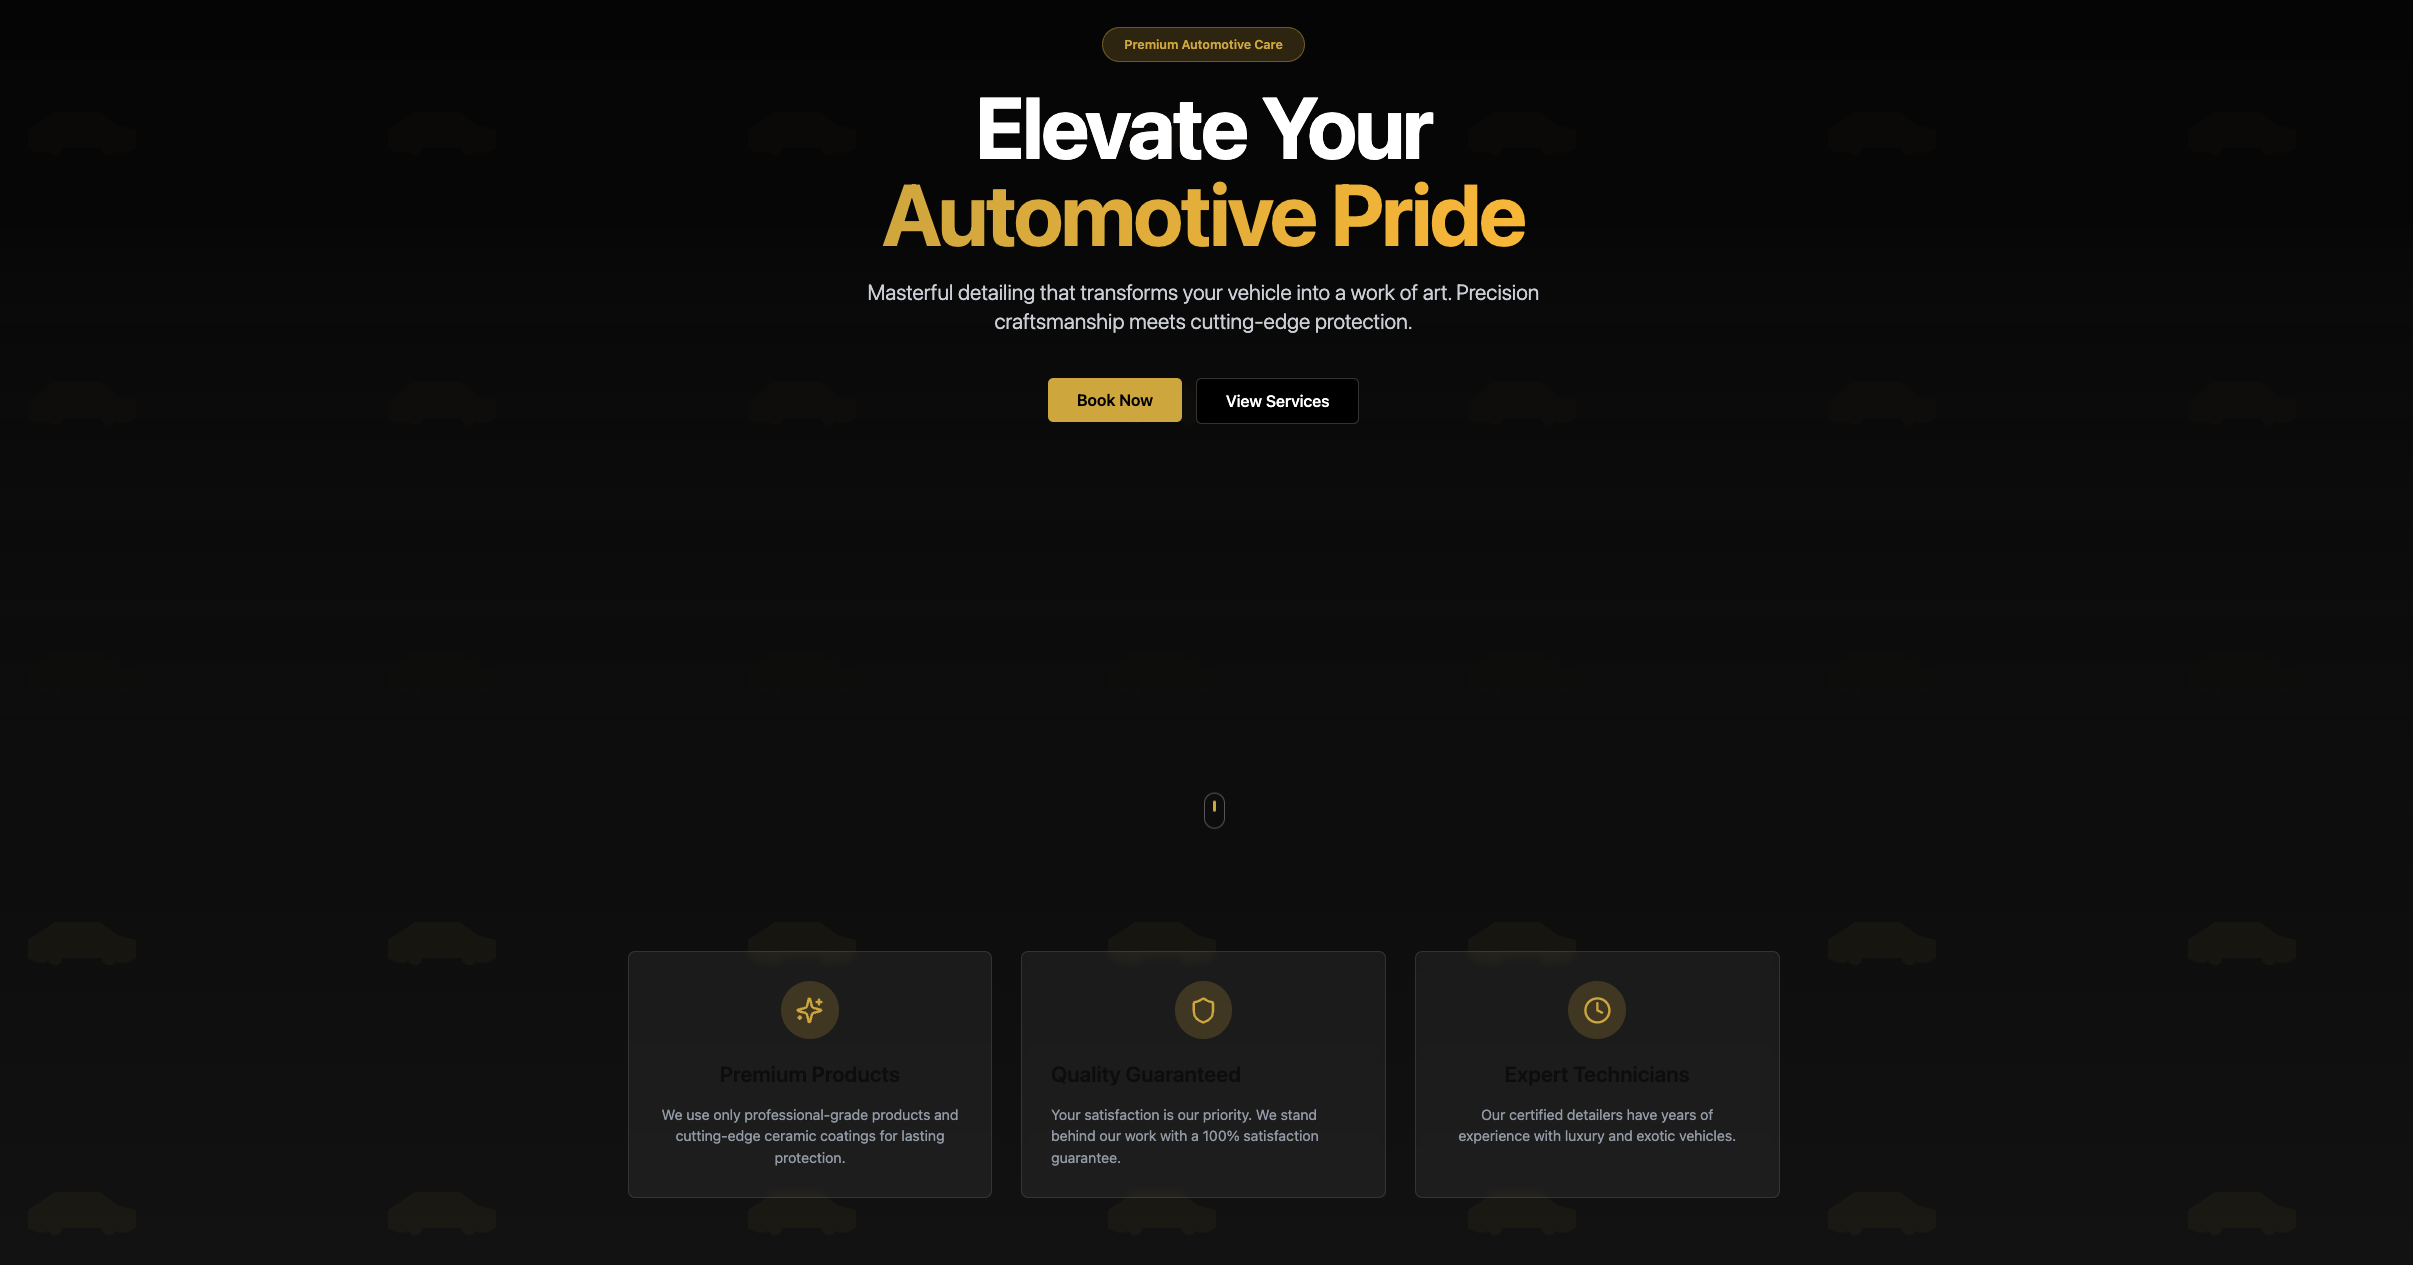 Premium Automotive Care
Elevate Your
Automotive Pride
Masterful detailing that transforms your vehicle into a work of art. Precision
craftsmanship meets cutting-edge protection.
Book Now
View Services
Premium Products
We use only professional-grade products and
cutting-edge ceramic coatings for lasting
protection.
Quality Guaranteed
Your satisfaction is our priority. We stand
behind our work with a 100% satisfaction
guarantee.
Expert Technicians
Our certified detailers have years of
experience with luxury and exotic vehicles.